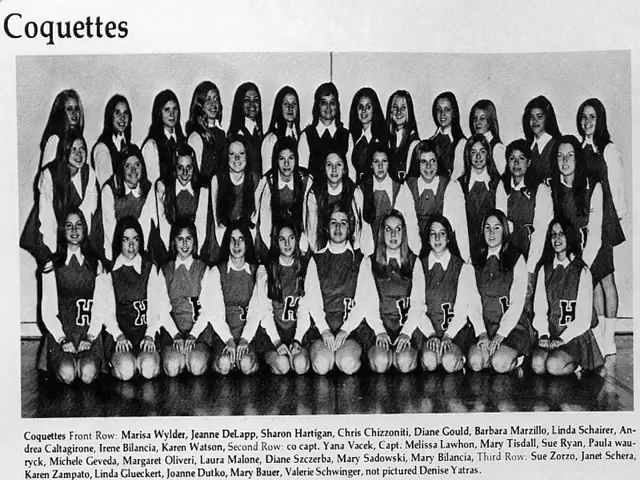 Coquettes
H H H H H H H
Coquettes Front Row: Marisa Wylder, Jeanne DeLapp, Sharon Hartigan, Chris Chizzoniti, Diane Gould, Barbara Marzillo, Linda Schairer, An-
drea Caltagirone, Irene Bilancia, Karen Watson, Second Row: co capt. Yana Vacek, Capt. Melissa Lawhon, Mary Tisdall, Sue Ryan, Paula wau-
ryck, Michele Geveda, Margaret Oliveri, Laura Malone, Diane Szczerba, Mary Sadowski, Mary Bilancia, Third Row: Sue Zorzo, Janet Schera,
Karen Zampato, Linda Glueckert, Joanne Dutko, Mary Bauer, Valerie Schwinger, not pictured Denise Yatras.